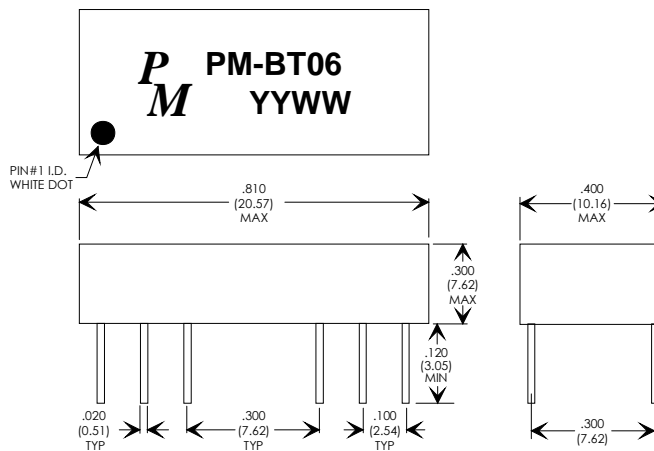 P
M
PM-BT06
YYWW
PIN#1 I.D.
WHITE DOT
.810
(20.57)
MAX
.400
(10.16)
MAX
.300
(7.62)
MAX
.120
(3.05)
MIN
.020
(0.51)
TYP
.300
(7.62)
TYP
.100
(2.54)
TYP
.300
(7.62)